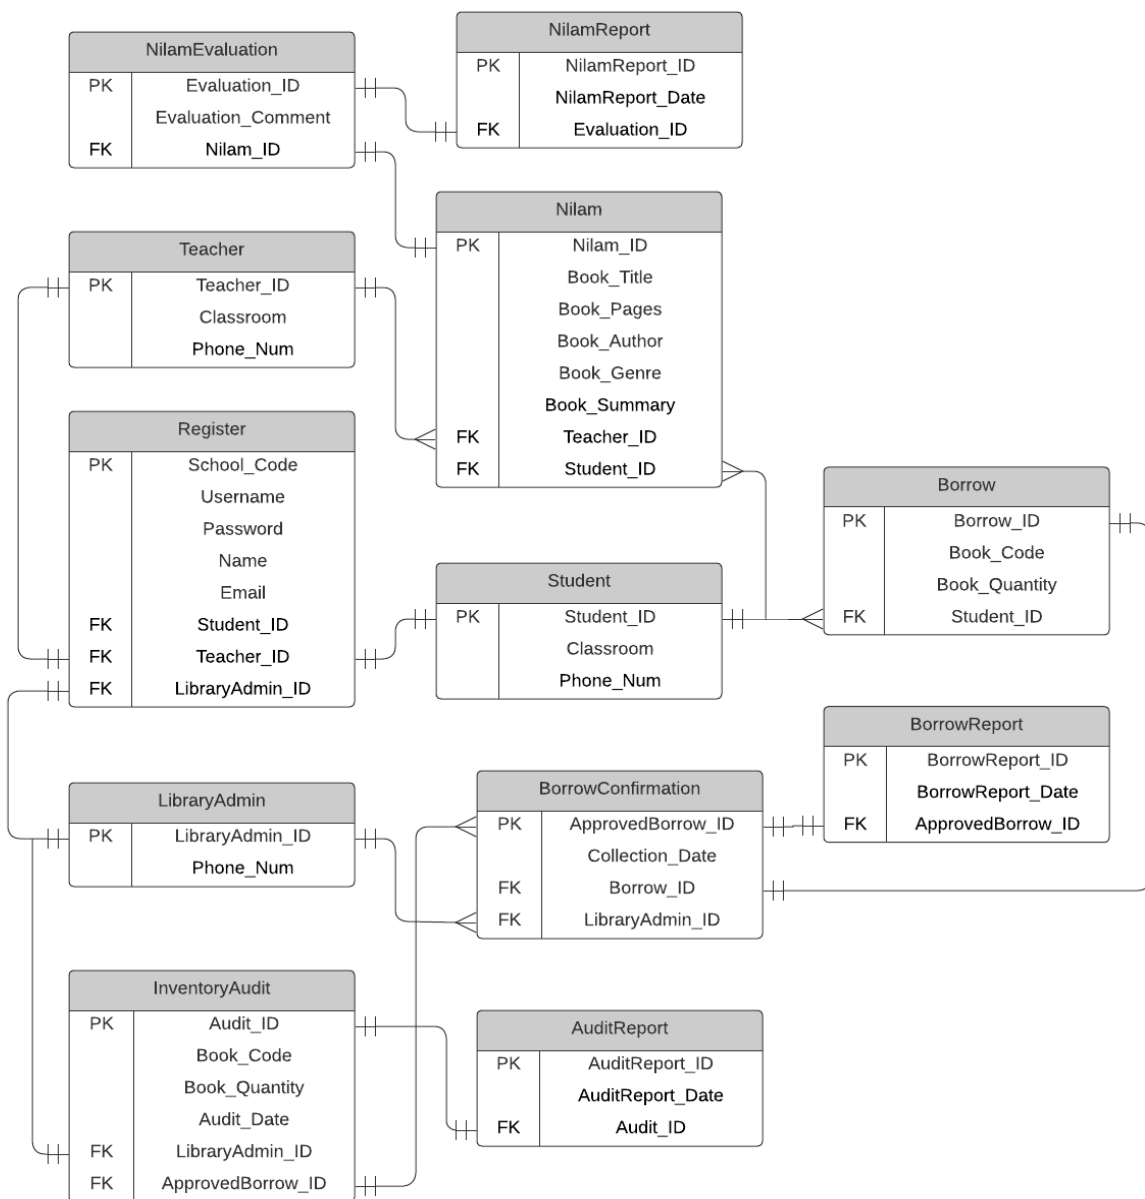 NilamEvaluation
PK Evaluation_ID
Evaluation_Comment
FK Nilam_ID
NilamReport
PK NilamReport_ID
NilamReport_Date
FK Evaluation_ID
Nilam
PK Nilam_ID
Book_Title
Book_Pages
Book_Author
Book_Genre
Book_Summary
FK Teacher_ID
FK Student_ID
Teacher
PK Teacher_ID
Classroom
Phone_Num
Register
PK School_Code
Username
Password
Name
Email
FK Student_ID
FK Teacher_ID
FK LibraryAdmin_ID
Student
PK Student_ID
Classroom
Phone_Num
Borrow
PK Borrow_ID
Book_Code
Book_Quantity
FK Student_ID
BorrowReport
PK BorrowReport_ID
BorrowReport_Date
FK ApprovedBorrow_ID
LibraryAdmin
PK LibraryAdmin_ID
Phone_Num
BorrowConfirmation
PK ApprovedBorrow_ID
Collection_Date
FK Borrow_ID
FK LibraryAdmin_ID
InventoryAudit
PK Audit_ID
Book_Code
Book_Quantity
Audit_Date
FK LibraryAdmin_ID
FK ApprovedBorrow_ID
AuditReport
PK AuditReport_ID
AuditReport_Date
FK Audit_ID